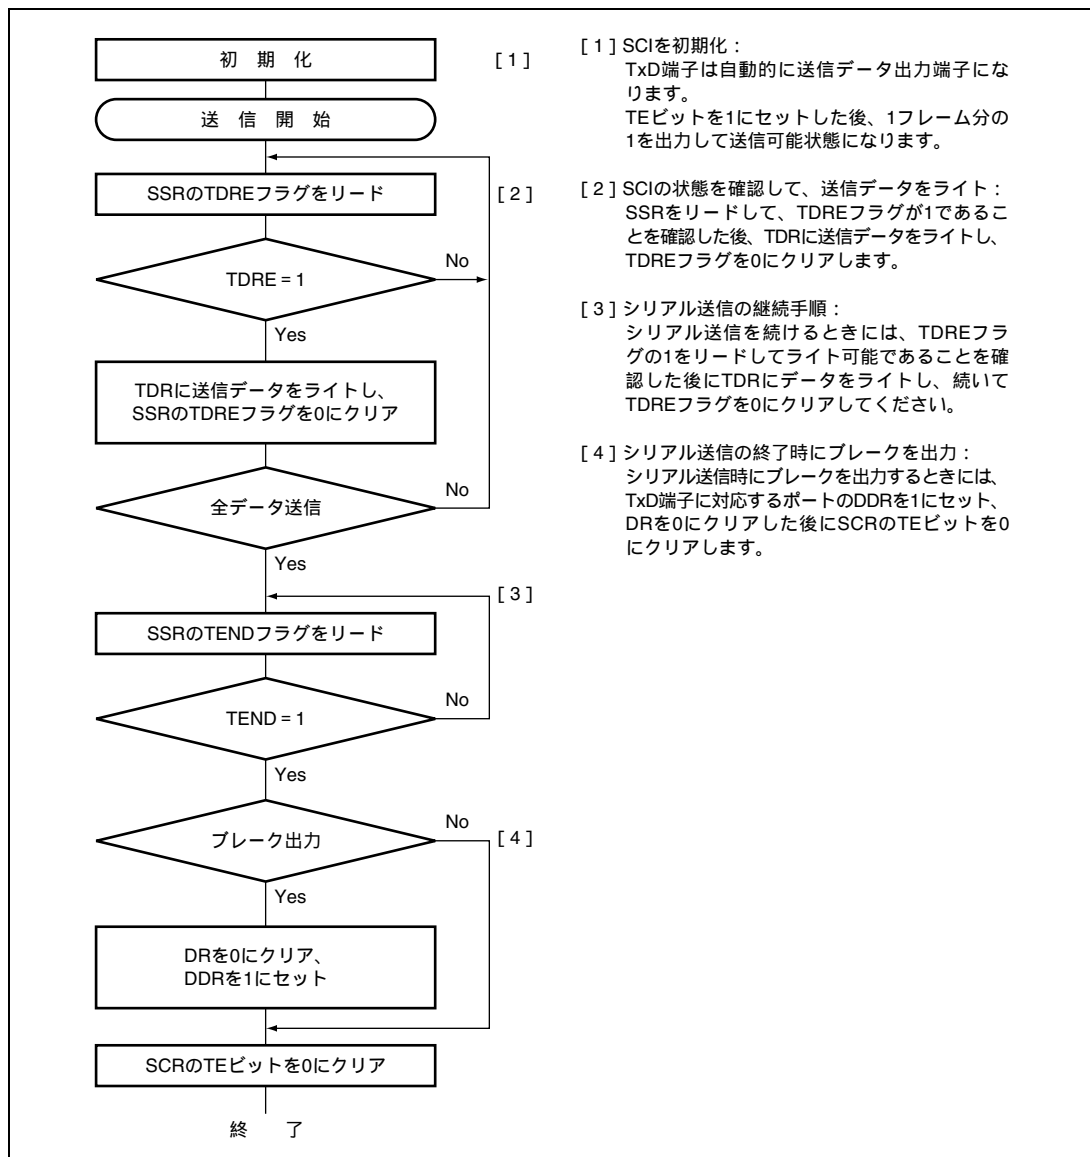 初 期 化
[ 1 ]
送 信 開 始
SSRのTDREフラグをリード
[ 2 ]
No
TDRE = 1
Yes
TDRに送信データをライトし、
SSRのTDREフラグを0にクリア
No
全データ送信
Yes
[ 3 ]
SSRのTENDフラグをリード
No
TEND = 1
Yes
No
[ 4 ]
ブレーク出力
Yes
DRを0にクリア、
DDRを1にセット
SCRのTEビットを0にクリア
終 了
[ 1 ] SCIを初期化：
TxD端子は自動的に送信データ出力端子にな
ります。
TEビットを1にセットした後、1フレーム分の
1を出力して送信可能状態になります。
[ 2 ] SCIの状態を確認して、送信データをライト：
SSRをリードして、TDREフラグが1であるこ
とを確認した後、TDRに送信データをライトし、
TDREフラグを0にクリアします。
[ 3 ] シリアル送信の継続手順：
シリアル送信を続けるときには、TDREフラ
グの1をリードしてライト可能であることを確
認した後にTDRにデータをライトし、続いて
TDREフラグを0にクリアしてください。
[ 4 ] シリアル送信の終了時にブレークを出力：
シリアル送信時にブレークを出力するときには、
TxD端子に対応するポートのDDRを1にセット、
DRを0にクリアした後にSCRのTEビットを0
にクリアします。